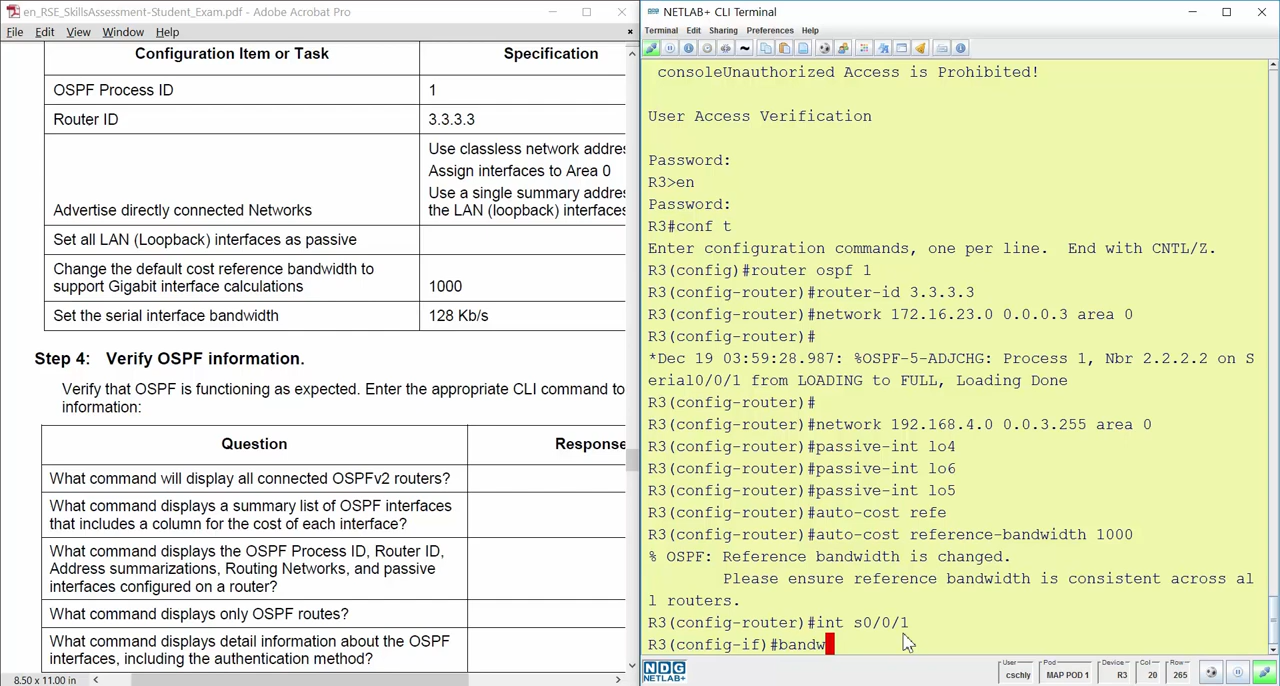 en_RSE_SkillsAssessment-Student_Exam.pdf - Adobe Acrobat Pro
File Edit View Window Help
Configuration Item or Task Specification
OSPF Process ID 1
Router ID 3.3.3.3
Use classless network addres
Assign interfaces to Area 0
Use a single summary addres
Advertise directly connected Networks the LAN (loopback) interfaces
Set all LAN (Loopback) interfaces as passive
Change the default cost reference bandwidth to
support Gigabit interface calculations 1000
Set the serial interface bandwidth 128 Kb/s
Step 4: Verify OSPF information.
Verify that OSPF is functioning as expected. Enter the appropriate CLI command to
information:
Question Response
What command will display all connected OSPFv2 routers?
What command displays a summary list of OSPF interfaces
that includes a column for the cost of each interface?
What command displays the OSPF Process ID, Router ID,
Address summarizations, Routing Networks, and passive
interfaces configured on a router?
What command displays only OSPF routes?
What command displays detail information about the OSPF
interfaces, including the authentication method?
8.50 x 11.00 in
NETLAB+ CLI Terminal
Terminal Edit Sharing Preferences Help
consoleUnauthorized Access is Prohibited!
User Access Verification
Password:
R3>en
Password:
R3#conf t
Enter configuration commands, one per line. End with CNTL/Z.
R3(config)#router ospf 1
R3(config-router)#router-id 3.3.3.3
R3(config-router)#network 172.16.23.0 0.0.0.3 area 0
R3(config-router)#
*Dec 19 03:59:28.987: %OSPF-5-ADJCHG: Process 1, Nbr 2.2.2.2 on S
erial0/0/1 from LOADING to FULL, Loading Done
R3(config-router)#
R3(config-router)#network 192.168.4.0 0.0.3.255 area 0
R3(config-router)#passive-int lo4
R3(config-router)#passive-int lo6
R3(config-router)#passive-int lo5
R3(config-router)#auto-cost refe
R3(config-router)#auto-cost reference-bandwidth 1000
% OSPF: Reference bandwidth is changed.
Please ensure reference bandwidth is consistent across al
l routers.
R3(config-router)#int s0/0/1
R3(config-if)#bandw
NDG
NETLAB+
User Pod Device Col Row
cschly MAP POD 1 R3 20 265